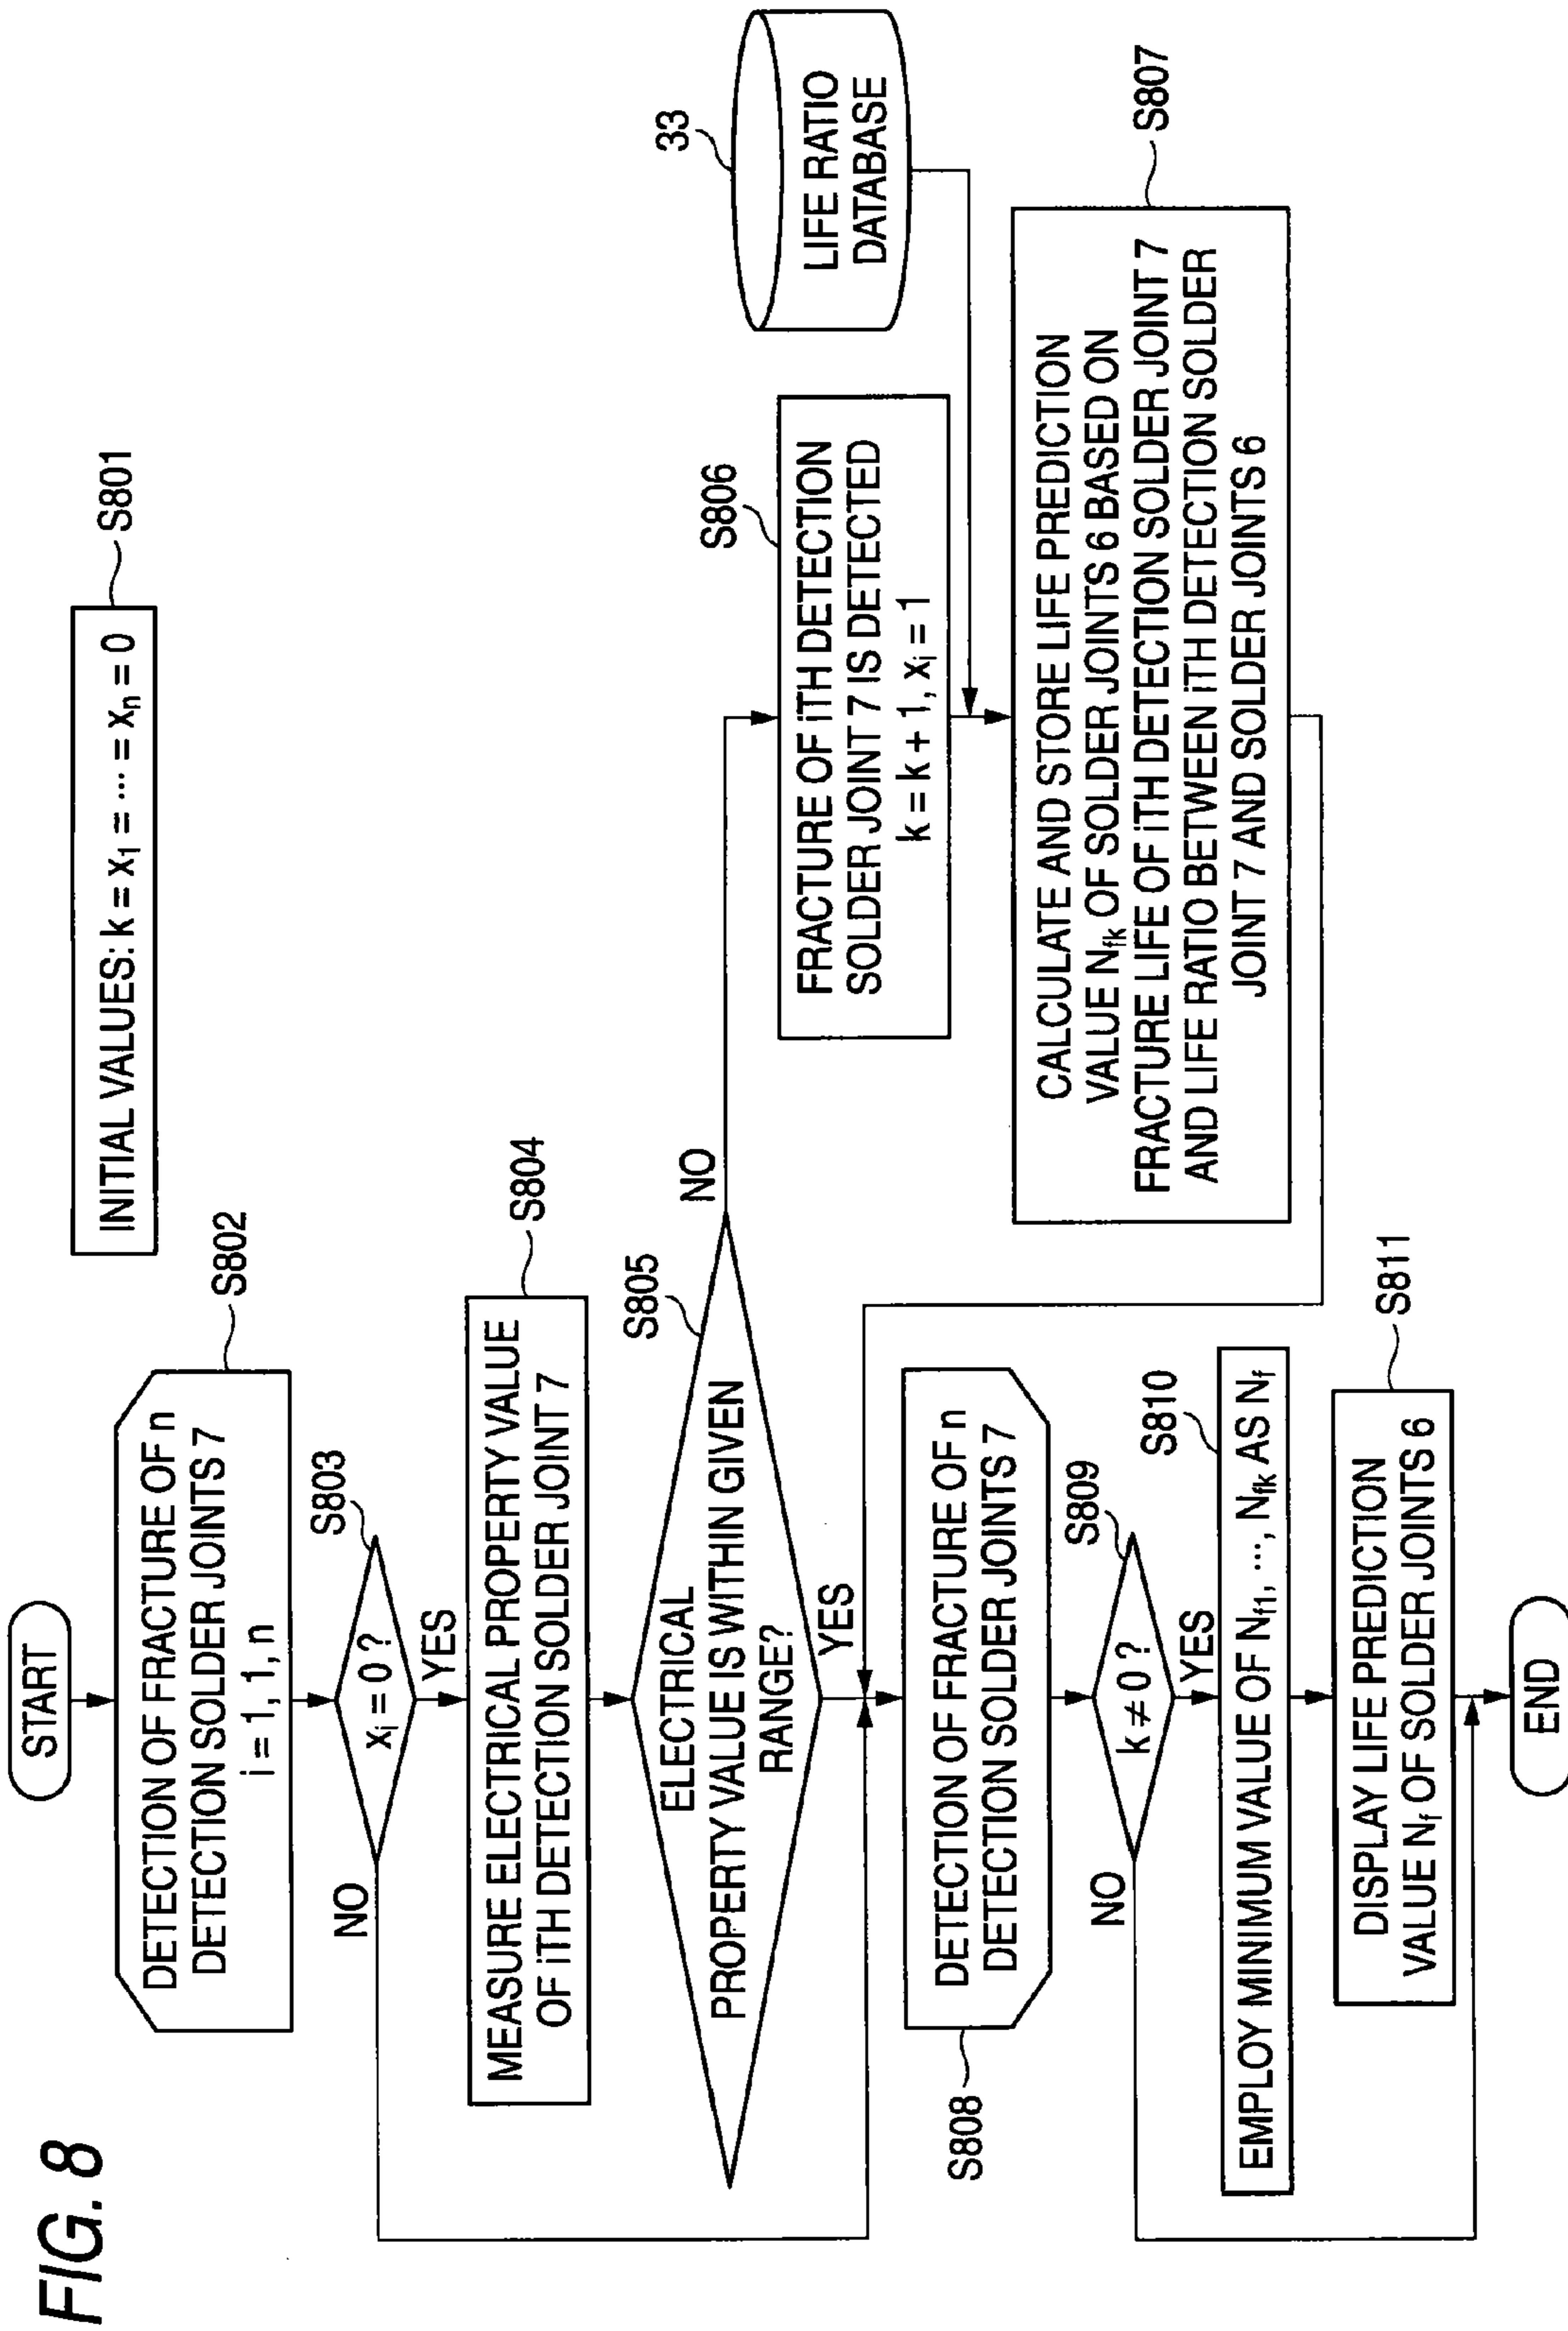 FIG. 8
START
INITIAL VALUES: k = x1 = ··· = xn = 0
S801
DETECTION OF FRACTURE OF n
DETECTION SOLDER JOINTS 7
i = 1, 1, n
S802
xi = 0 ?
S803
NO
YES
MEASURE ELECTRICAL PROPERTY VALUE
OF iTH DETECTION SOLDER JOINT 7
S804
ELECTRICAL
PROPERTY VALUE IS WITHIN GIVEN
RANGE?
S805
NO
YES
FRACTURE OF iTH DETECTION
SOLDER JOINT 7 IS DETECTED
k = k + 1, xi = 1
S806
33
LIFE RATIO
DATABASE
CALCULATE AND STORE LIFE PREDICTION
VALUE Nfk OF SOLDER JOINTS 6 BASED ON
FRACTURE LIFE OF iTH DETECTION SOLDER JOINT 7
AND LIFE RATIO BETWEEN iTH DETECTION SOLDER
JOINT 7 AND SOLDER JOINTS 6
S807
DETECTION OF FRACTURE OF n
DETECTION SOLDER JOINTS 7
S808
k ≠ 0 ?
S809
NO
YES
EMPLOY MINIMUM VALUE OF Nf1, ···, Nfk AS Nf
S810
DISPLAY LIFE PREDICTION
VALUE Nf OF SOLDER JOINTS 6
S811
END